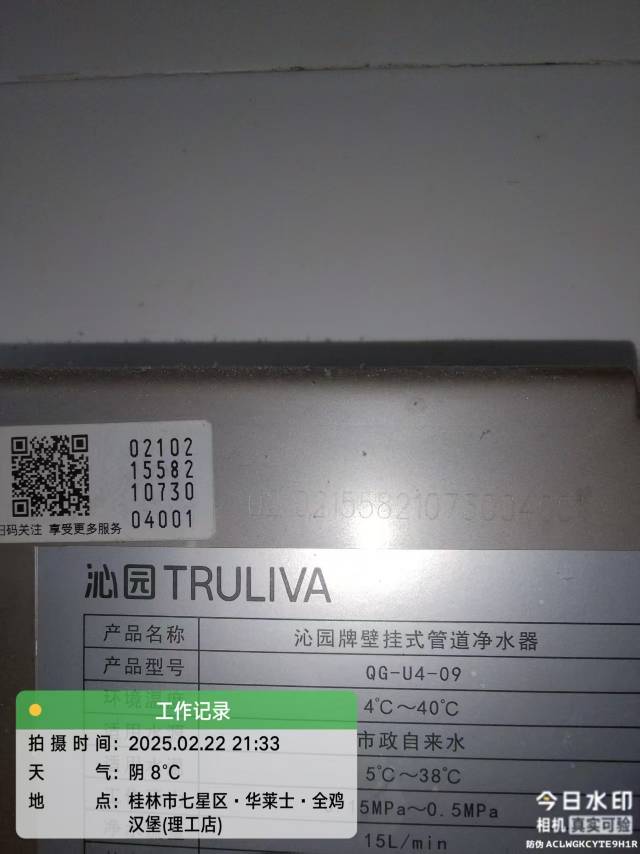 02102
15582
10730
04001
扫码关注 享受更多服务
沁园 TRULIVA
产品名称 沁园牌壁挂式管道净水器
产品型号 QG-U4-09
环境温度 4℃～40℃
市政自来水
5℃～38℃
15MPa～0.5MPa
15L/min
工作记录
拍摄时间：2025.02.22 21:33
天气：阴 8℃
地点：桂林市七星区·华莱士·全鸡
汉堡(理工店)
今日水印
相机 真实可验
防伪 ACLWGKCYTE9H1R